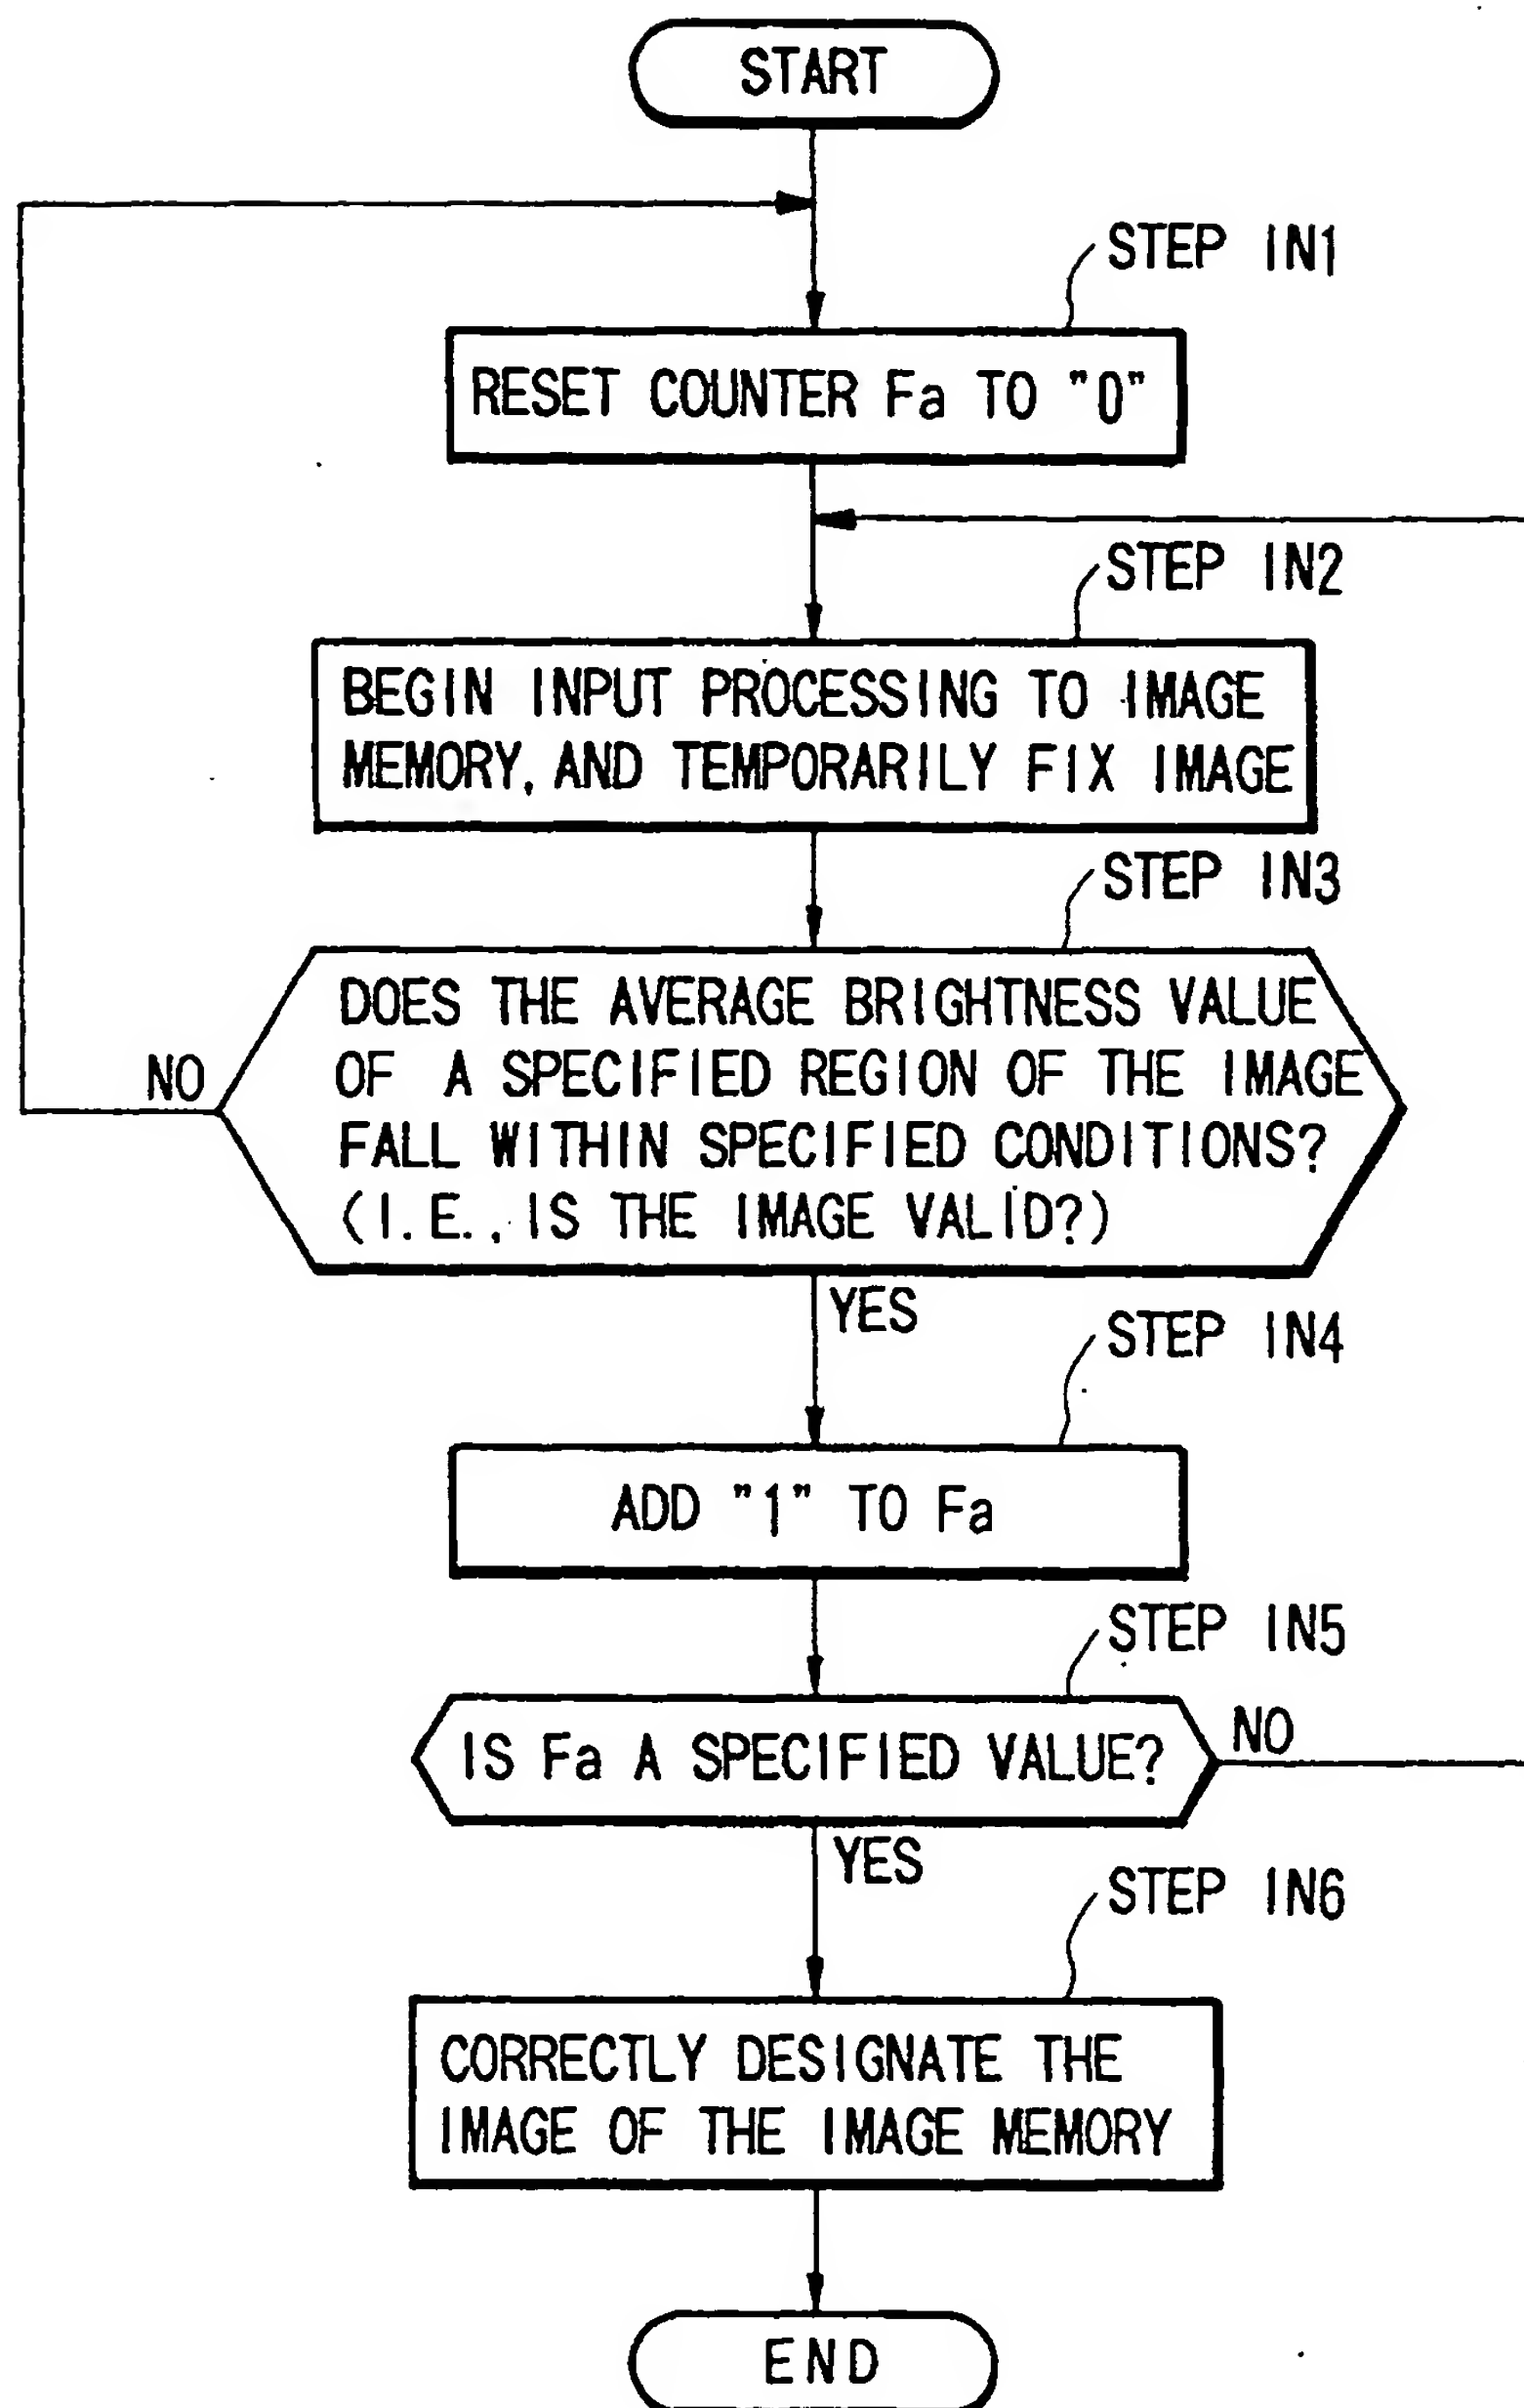 START
STEP IN1
RESET COUNTER Fa TO "0"
STEP IN2
BEGIN INPUT PROCESSING TO IMAGE
MEMORY, AND TEMPORARILY FIX IMAGE
STEP IN3
DOES THE AVERAGE BRIGHTNESS VALUE
OF A SPECIFIED REGION OF THE IMAGE
FALL WITHIN SPECIFIED CONDITIONS?
(I.E., IS THE IMAGE VALID?)
NO
YES
STEP IN4
ADD "1" TO Fa
STEP IN5
IS Fa A SPECIFIED VALUE?
NO
YES
STEP IN6
CORRECTLY DESIGNATE THE
IMAGE OF THE IMAGE MEMORY
END